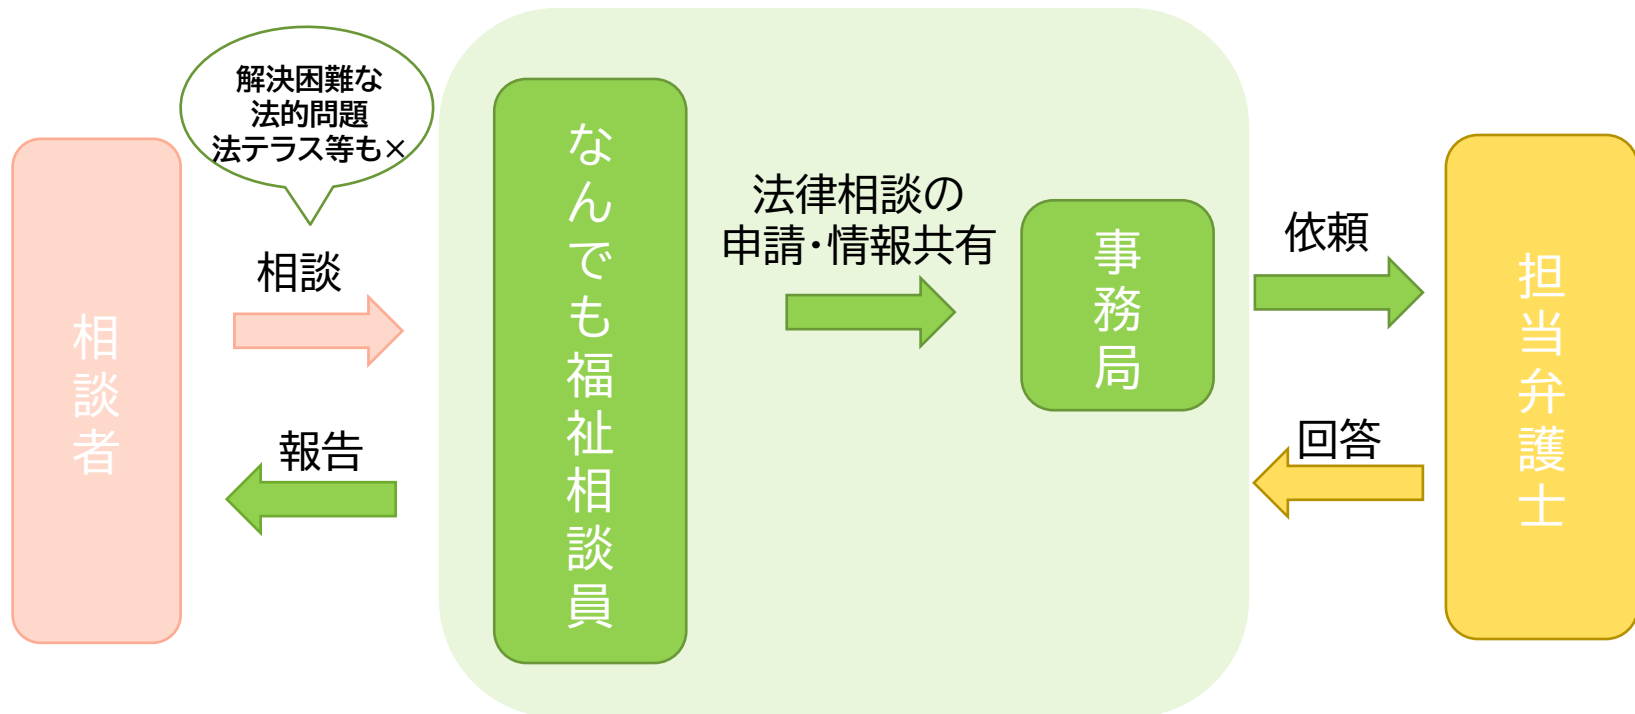 解決困難な
法的問題
法テラス等も×
相談者
相談
報告
なんでも福祉相談員
法律相談の
申請・情報共有
事務局
依頼
回答
担当弁護士